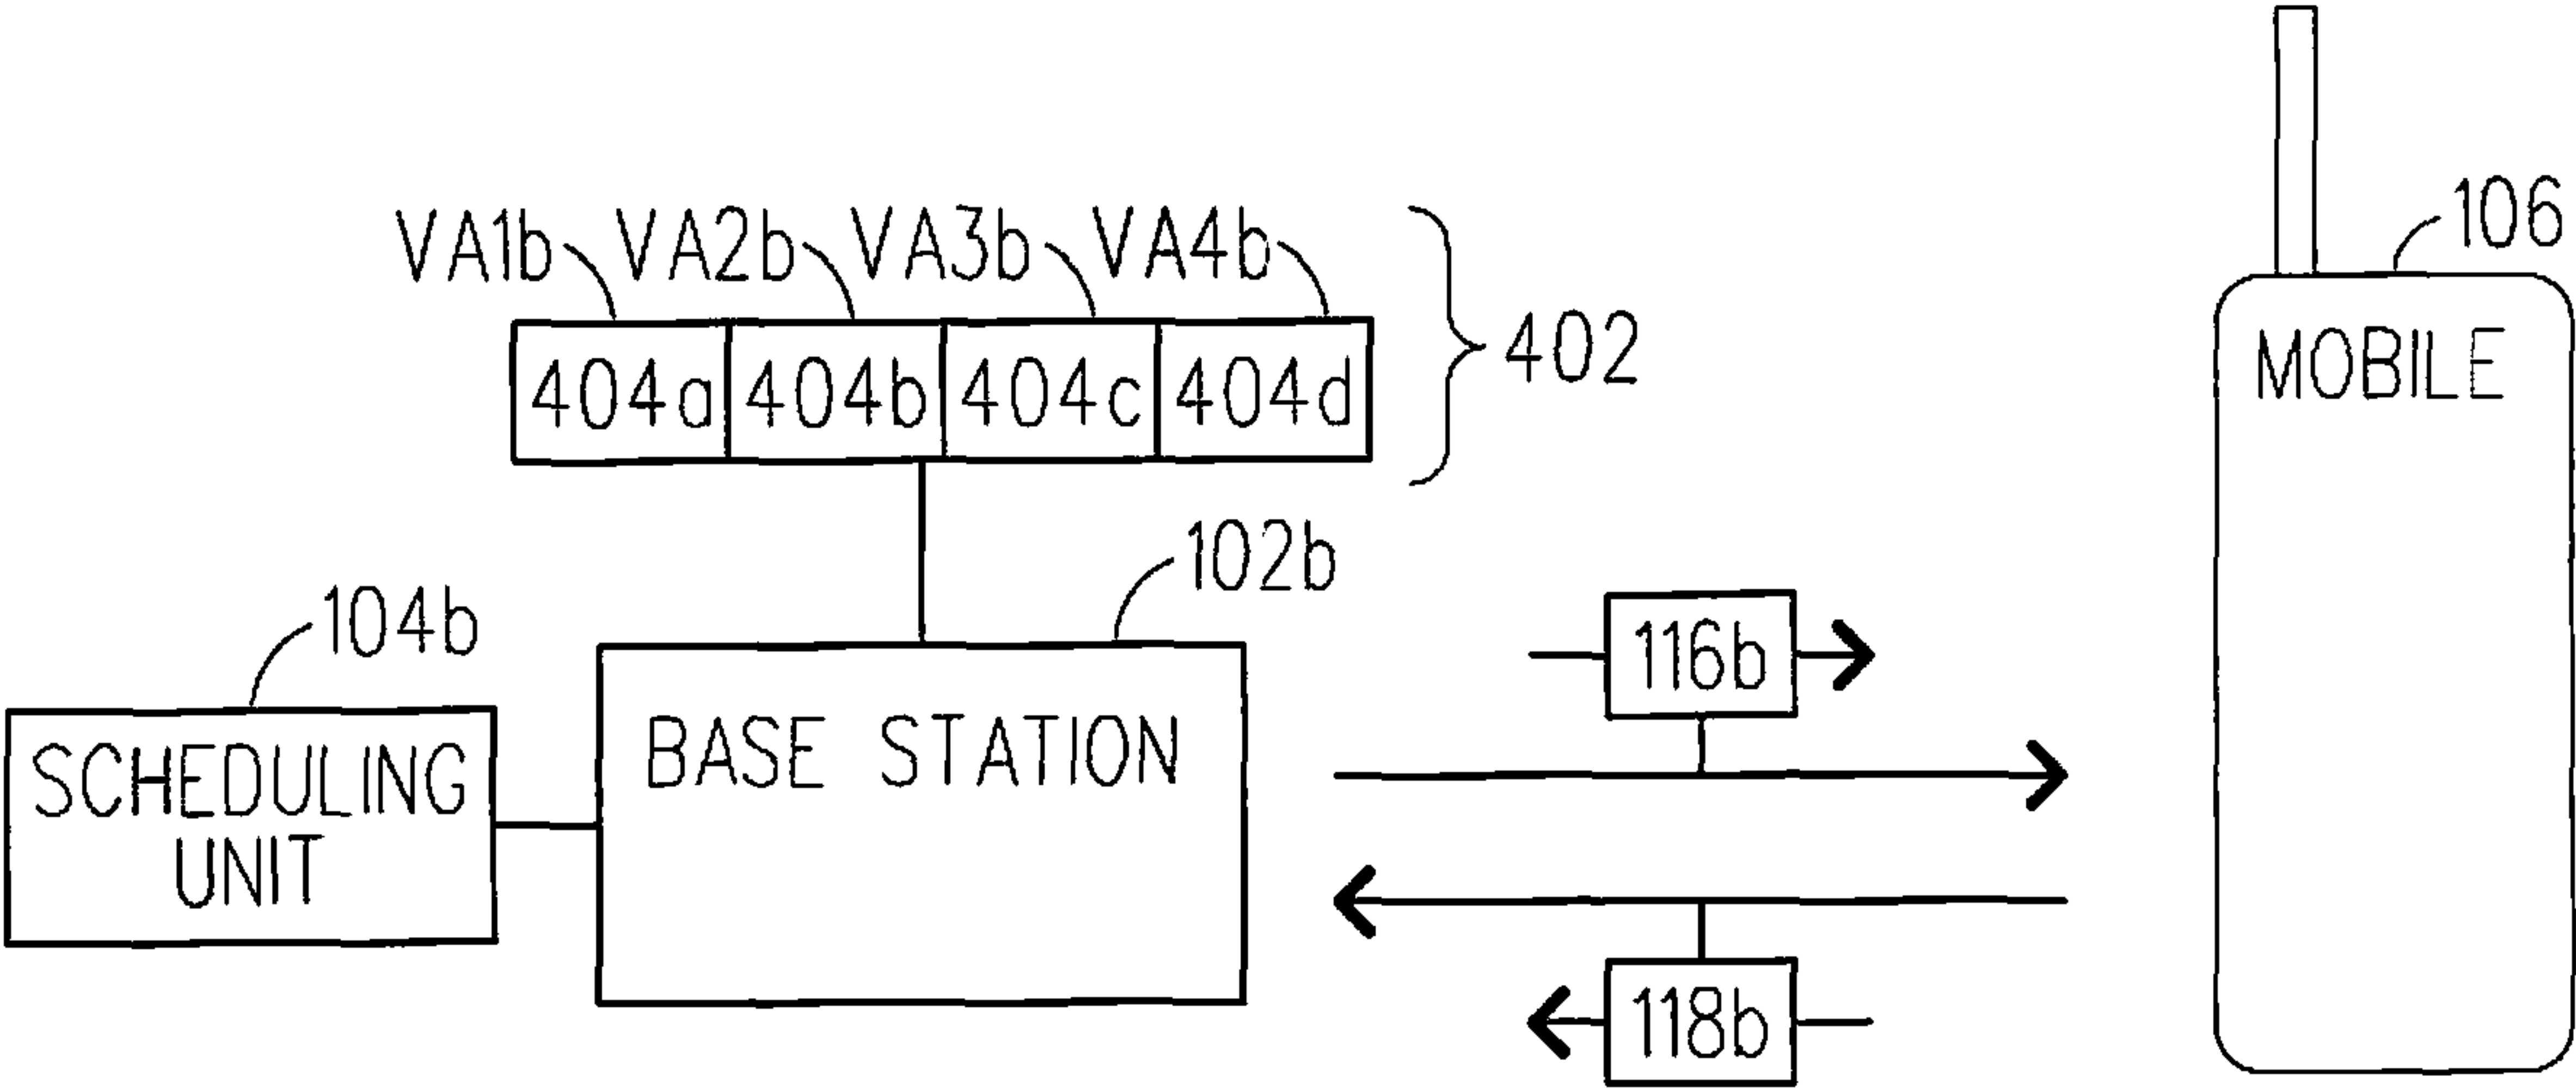 106
VA1b VA2b VA3b VA4b
402
MOBILE
404a 404b 404c 404d
102b
104b
116b
BASE STATION
SCHEDULING
UNIT
118b